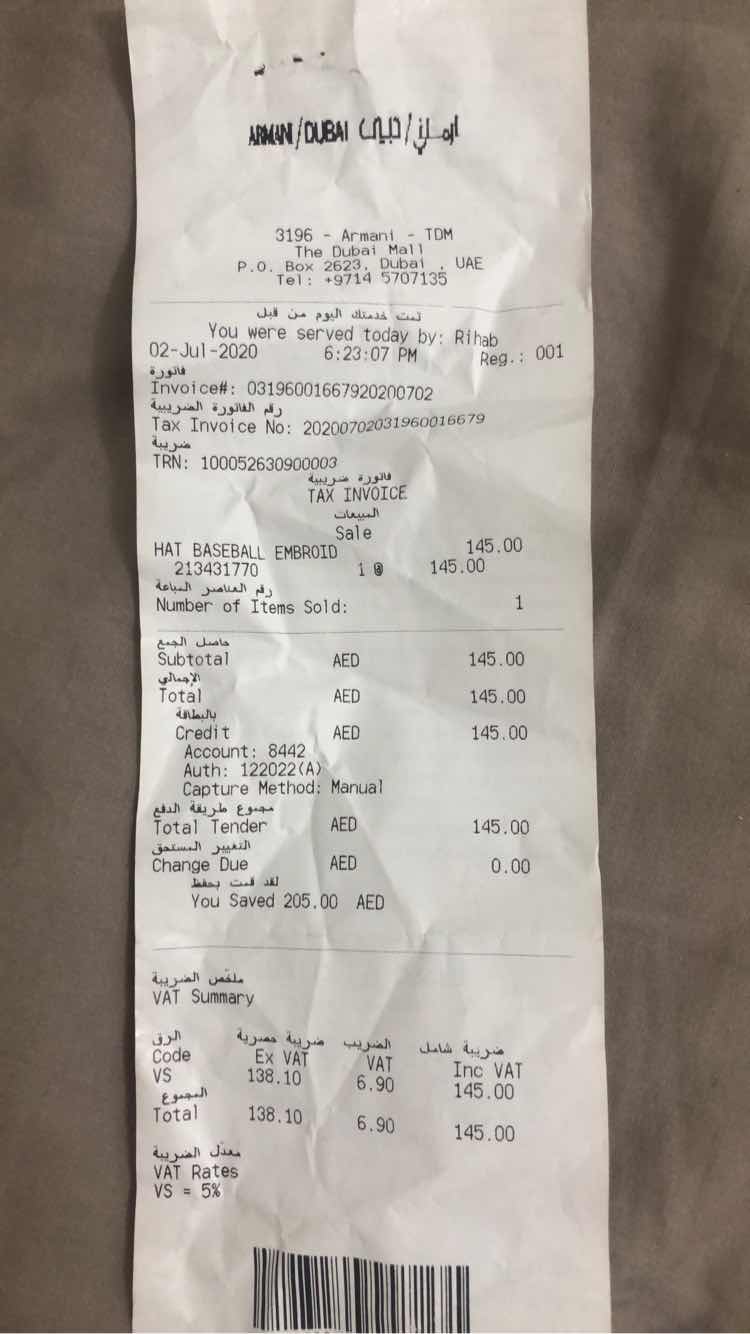 ARMANI/DUBAI أرماني/دبي
3196 - Armani - TDM
The Dubai Mall
P.O. Box 2623, Dubai , UAE
Tel: +9714 5707135
تمت خدمتك اليوم من قبل
You were served today by: Rihab
02-Jul-2020 6:23:07 PM Reg.: 001
فاتورة
Invoice#: 03196001667920200702
رقم الفاتورة الضريبية
Tax Invoice No: 20200702031960016679
ضريبة
TRN: 100052630900003
فاتورة ضريبية
TAX INVOICE
المبيعات
Sale
HAT BASEBALL EMBROID 145.00
213431770 1 @ 145.00
رقم العناصر المباعة
Number of Items Sold: 1
حاصل الجمع
Subtotal AED 145.00
الإجمالي
Total AED 145.00
بالبطاقة
Credit AED 145.00
Account: 8442
Auth: 122022(A)
Capture Method: Manual
مجموع طريقة الدفع
Total Tender AED 145.00
التغيير المستحق
Change Due AED 0.00
لقد قمت بحفظ
You Saved 205.00 AED
ملخّص الضريبة
VAT Summary
الرق ضريبة حصرية الضريب ضريبة شامل
Code Ex VAT VAT Inc VAT
VS 138.10 6.90 145.00
المجموع
Total 138.10 6.90 145.00
معدّل الضريبة
VAT Rates
VS = 5%